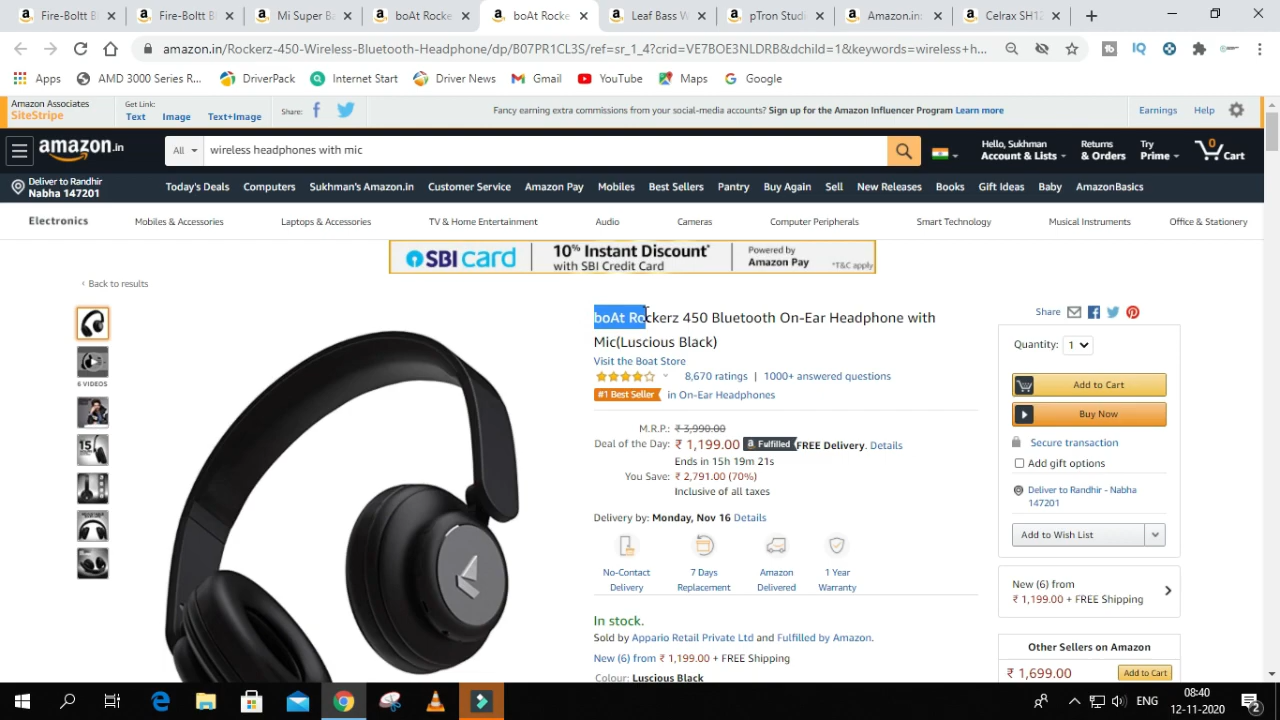 Fire-Boltt Bl
Fire-Boltt Bl
Mi Super Ba
boAt Rocke
boAt Rocke
Leaf Bass W
pTron Studi
Amazon.in:
Celrax SH12
amazon.in/Rockerz-450-Wireless-Bluetooth-Headphone/dp/B07PR1CL3S/ref=sr_1_4?crid=VE7BOE3NLDRB&dchild=1&keywords=wireless+h...
Apps
AMD 3000 Series R...
DriverPack
Internet Start
Driver News
Gmail
YouTube
Maps
Google
Amazon Associates
SiteStripe
Get Link:
Text
Image
Text+Image
Share:
Fancy earning extra commissions from your social-media accounts? Sign up for the Amazon Influencer Program Learn more
Earnings
Help
amazon.in
All
wireless headphones with mic
Hello, Sukhman
Account & Lists
Returns
& Orders
Try
Prime
0
Cart
Deliver to Randhir
Nabha 147201
Today's Deals
Computers
Sukhman's Amazon.in
Customer Service
Amazon Pay
Mobiles
Best Sellers
Pantry
Buy Again
Sell
New Releases
Books
Gift Ideas
Baby
AmazonBasics
Electronics
Mobiles & Accessories
Laptops & Accessories
TV & Home Entertainment
Audio
Cameras
Computer Peripherals
Smart Technology
Musical Instruments
Office & Stationery
SBI card
10% Instant Discount*
with SBI Credit Card
Powered by
Amazon Pay
*T&C apply
‹ Back to results
6 VIDEOS
15
boAt Rockerz 450 Bluetooth On-Ear Headphone with
Mic(Luscious Black)
Visit the Boat Store
8,670 ratings | 1000+ answered questions
#1 Best Seller in On-Ear Headphones
M.R.P.: ₹ 3,990.00
Deal of the Day: ₹ 1,199.00 Fulfilled FREE Delivery. Details
Ends in 15h 19m 21s
You Save: ₹ 2,791.00 (70%)
Inclusive of all taxes
Delivery by: Monday, Nov 16 Details
No-Contact
Delivery
7 Days
Replacement
Amazon
Delivered
1 Year
Warranty
In stock.
Sold by Appario Retail Private Ltd and Fulfilled by Amazon.
New (6) from ₹ 1,199.00 + FREE Shipping
Colour: Luscious Black
Share
Quantity: 1
Add to Cart
Buy Now
Secure transaction
Add gift options
Deliver to Randhir - Nabha
147201
Add to Wish List
New (6) from
₹ 1,199.00 + FREE Shipping
Other Sellers on Amazon
₹ 1,699.00
Add to Cart
ENG
08:40
12-11-2020
2